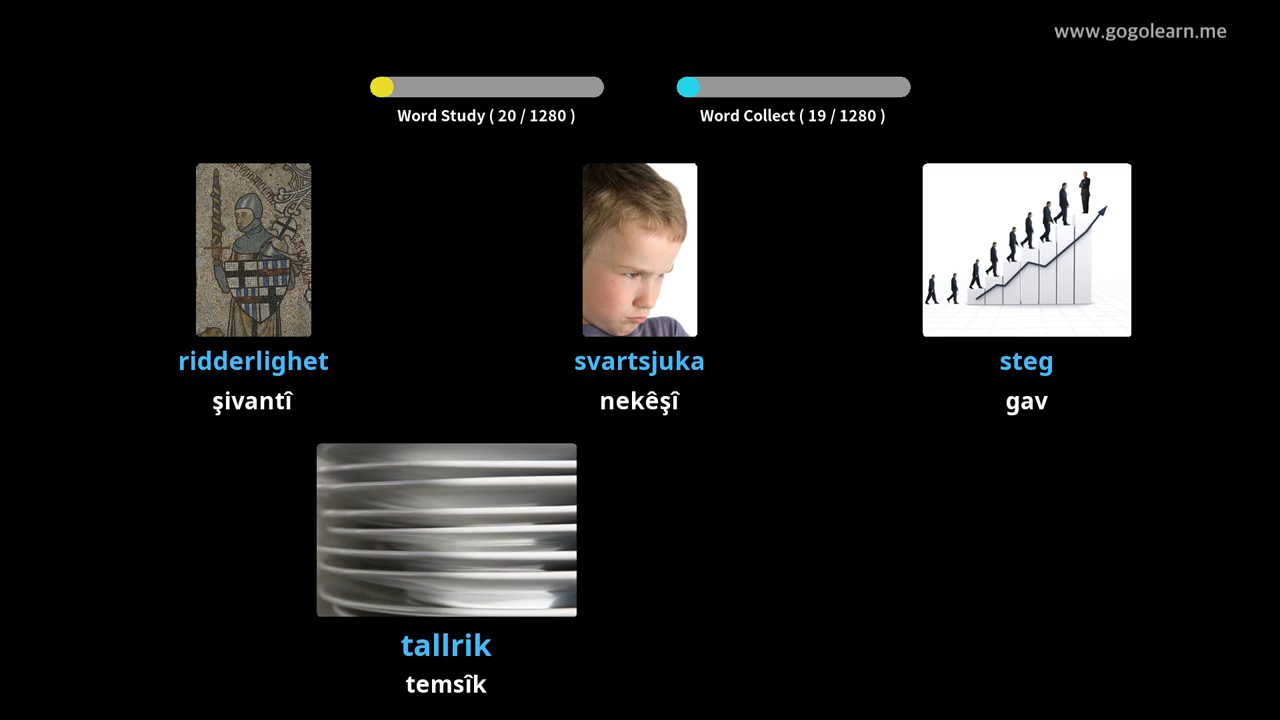 www.gogolearn.me
Word Study ( 20 / 1280 )
Word Collect ( 19 / 1280 )
ridderlighet
svartsjuka
steg
şivantî
nekêşî
gav
tallrik
temsîk